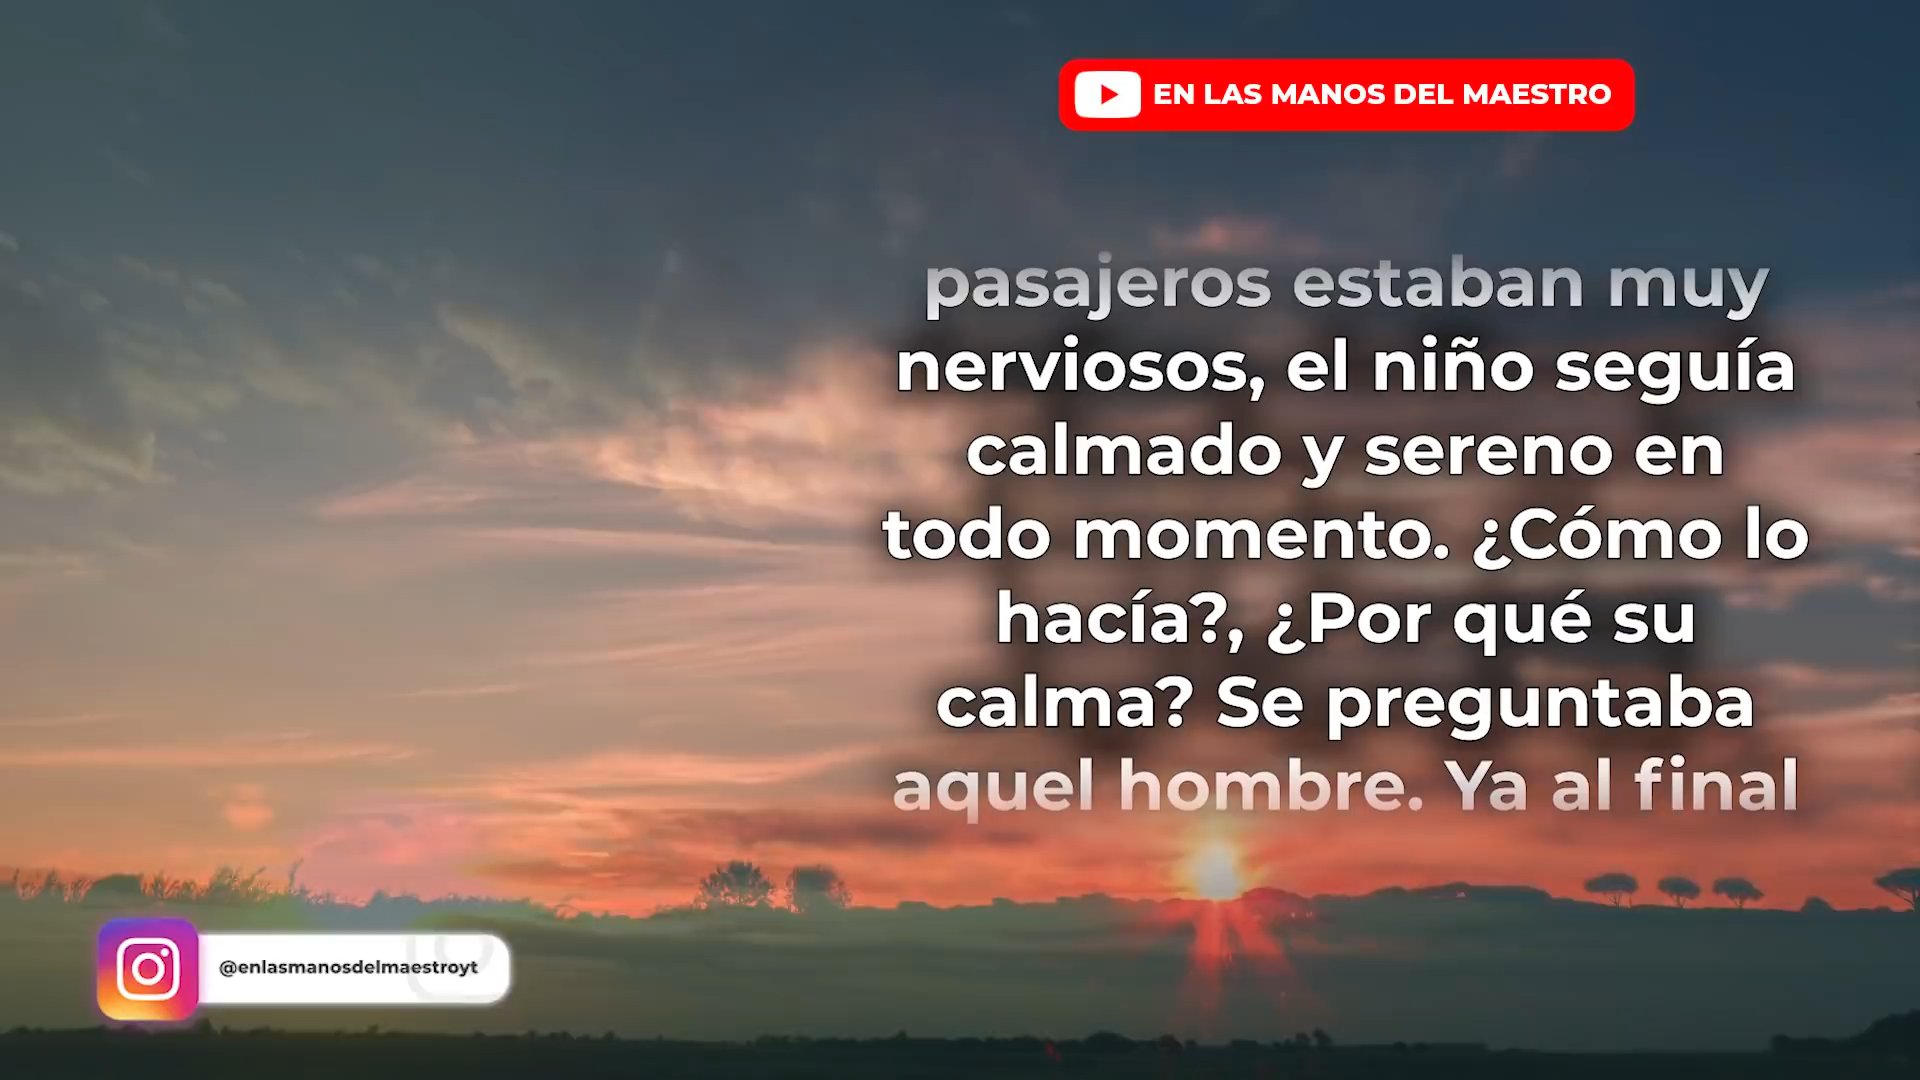 EN LAS MANOS DEL MAESTRO
pasajeros estaban muy
nerviosos, el niño seguía
calmado y sereno en
todo momento. ¿Cómo lo
hacía?, ¿Por qué su
calma? Se preguntaba
aquel hombre. Ya al final
@enlasmanosdelmaestroyt